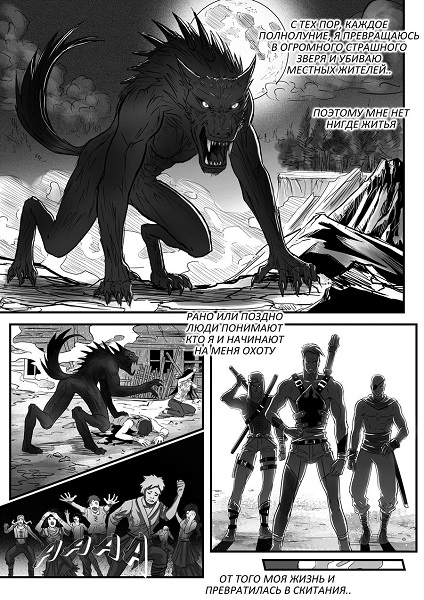 С ТЕХ ПОР, КАЖДОЕ
ПОЛНОЛУНИЕ, Я ПРЕВРАЩАЮСЬ
В ОГРОМНОГО СТРАШНОГО
ЗВЕРЯ И УБИВАЮ
МЕСТНЫХ ЖИТЕЛЕЙ..
ПОЭТОМУ МНЕ НЕТ
НИГДЕ ЖИТЬЯ
РАНО ИЛИ ПОЗДНО
ЛЮДИ ПОНИМАЮТ
КТО Я И НАЧИНАЮТ
НА МЕНЯ ОХОТУ
АААА
ОТ ТОГО МОЯ ЖИЗНЬ И
ПРЕВРАТИЛАСЬ В СКИТАНИЯ..